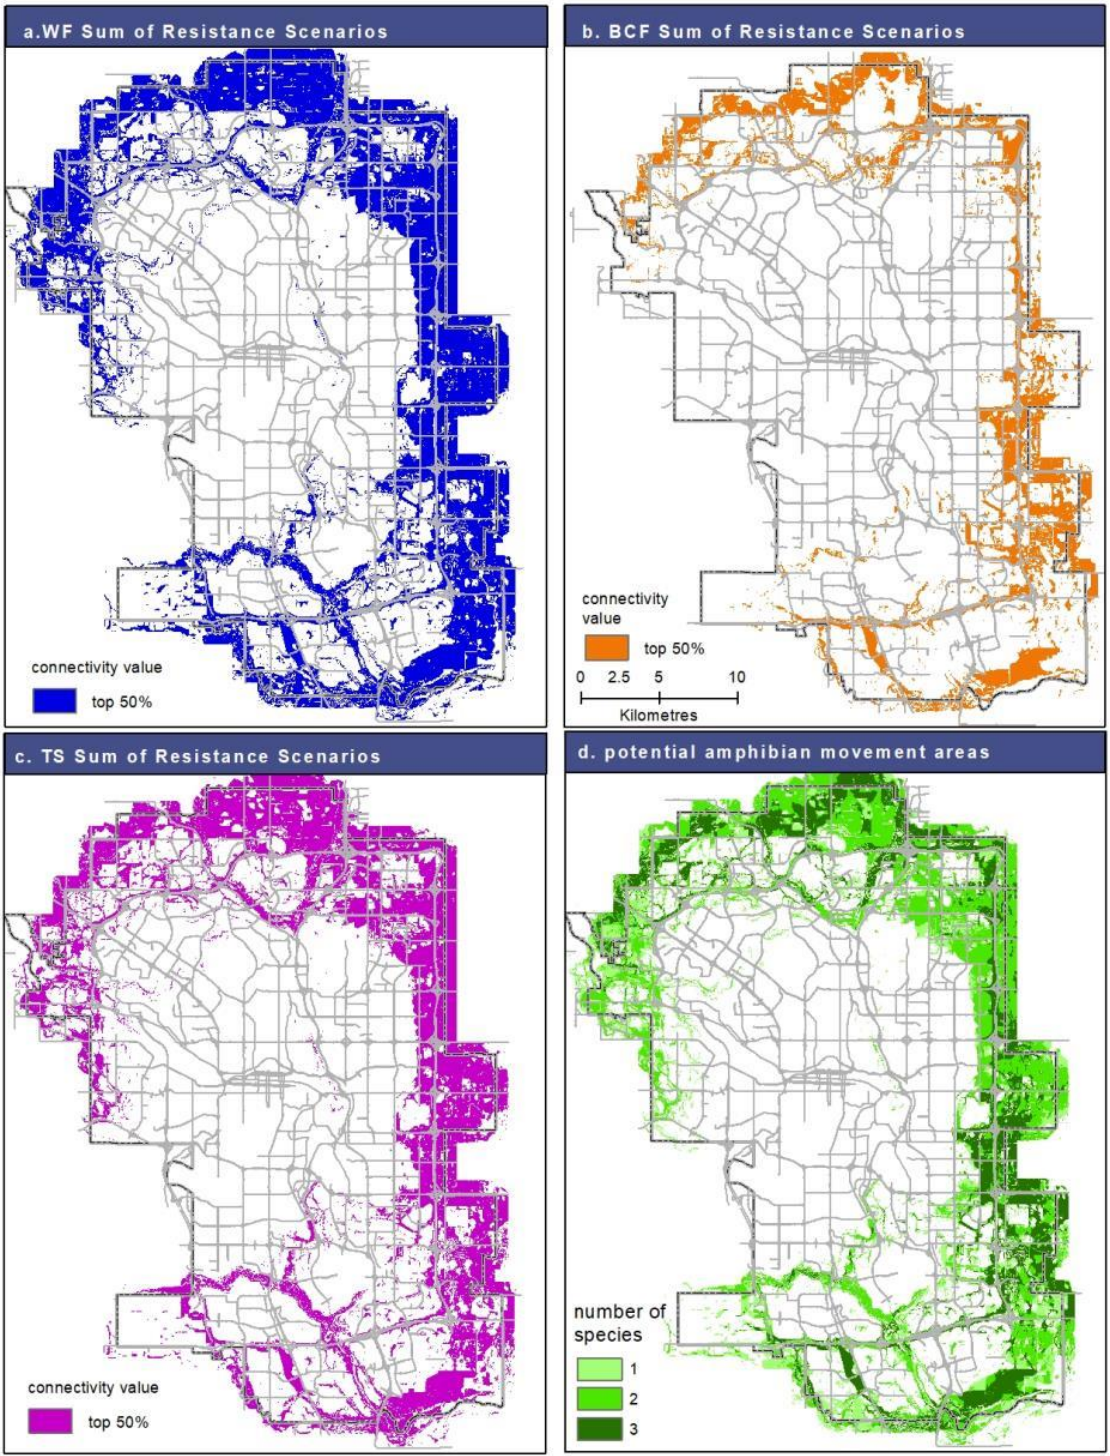 a.WF Sum of Resistance Scenarios
connectivity value
top 50%
b. BCF Sum of Resistance Scenarios
connectivity
value
top 50%
0 2.5 5 10
Kilometres
c. TS Sum of Resistance Scenarios
connectivity value
top 50%
d. potential amphibian movement areas
number of
species
1
2
3